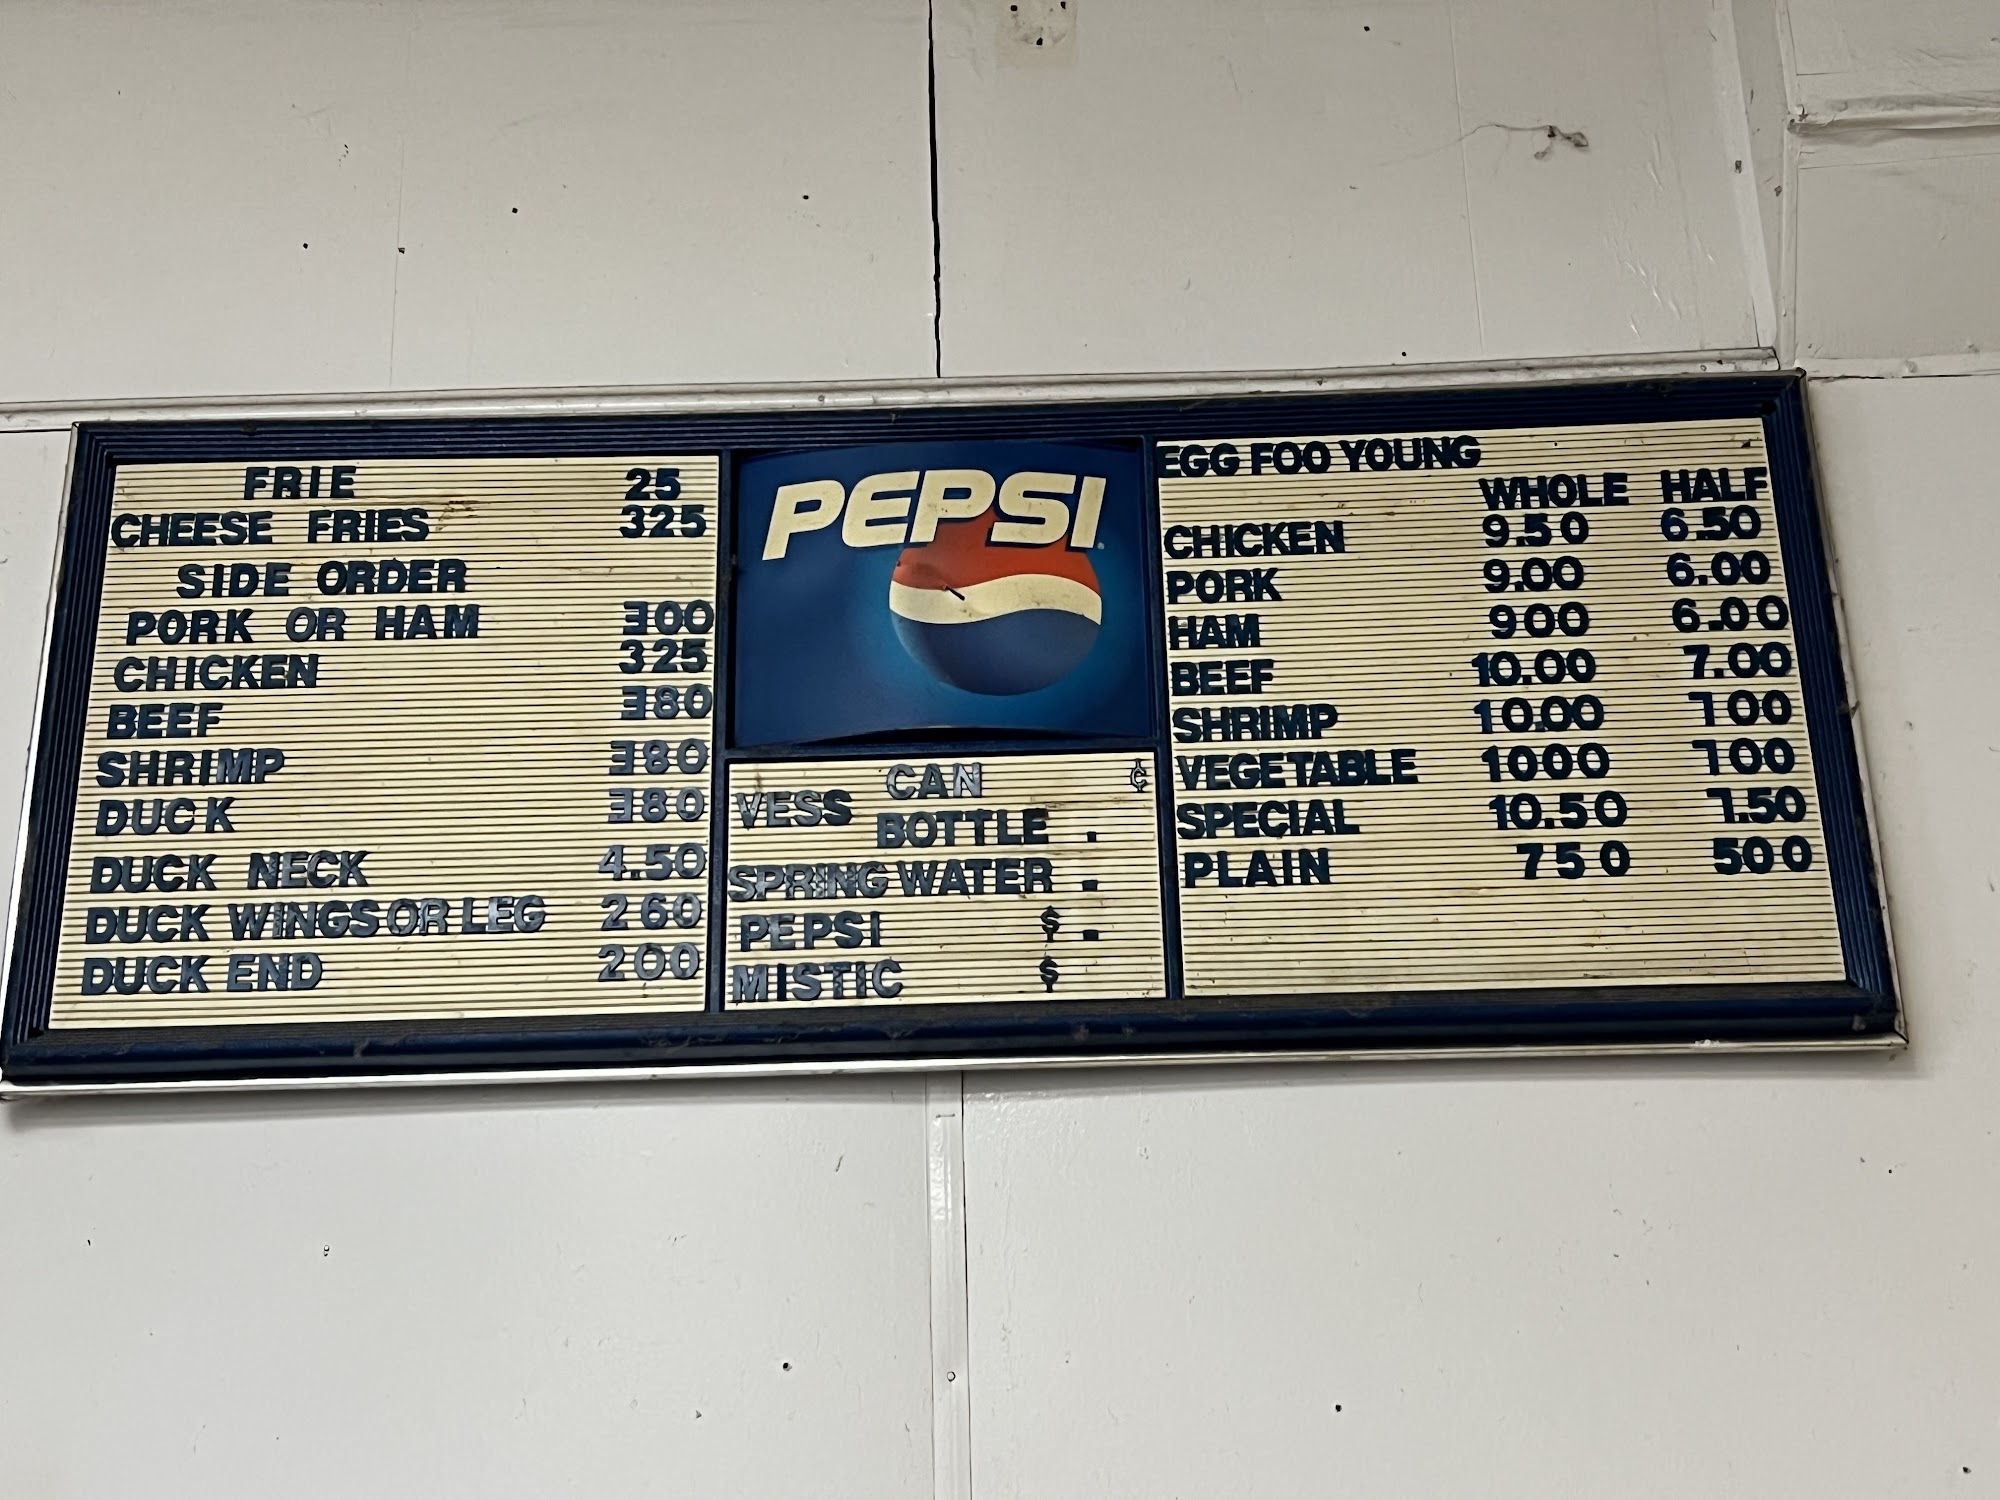 FRIE 25
CHEESE FRIES 325
SIDE ORDER
PORK OR HAM 300
CHICKEN 325
BEEF 380
SHRIMP 380
DUCK 380
DUCK NECK 4.50
DUCK WINGS OR LEG 260
DUCK END 200
PEPSI
CAN ¢
VESS
BOTTLE .
SPRING WATER .
PEPSI $ .
MISTIC $
EGG FOO YOUNG
WHOLE HALF
CHICKEN 9.50 6.50
PORK 9.00 6.00
HAM 900 6.00
BEEF 10.00 7.00
SHRIMP 10.00 700
VEGETABLE 1000 700
SPECIAL 10.50 7.50
PLAIN 750 500